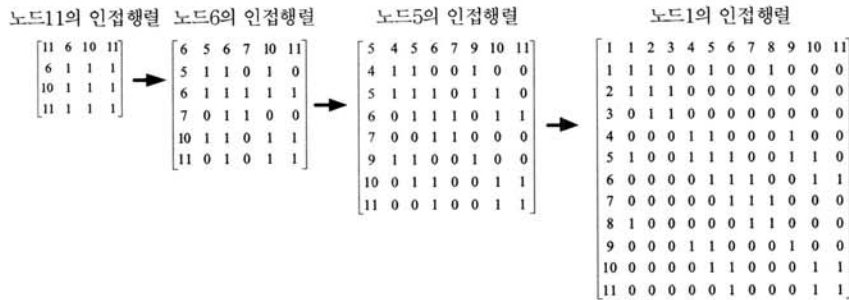 노드11의 인접행렬 노드6의 인접행렬 노드5의 인접행렬 노드1의 인접행렬
11 6 10 11
6 1 1 1
10 1 1 1
11 1 1 1
6 5 6 7 10 11
5 1 1 0 1 0
6 1 1 1 1 1
7 0 1 1 0 0
10 1 1 0 1 1
11 0 1 0 1 1
5 4 5 6 7 9 10 11
4 1 1 0 0 1 0 0
5 1 1 1 0 1 1 0
6 0 1 1 1 0 1 1
7 0 0 1 1 0 0 0
9 1 1 0 0 1 0 0
10 0 1 1 0 0 1 1
11 0 0 1 0 0 1 1
1 1 2 3 4 5 6 7 8 9 10 11
1 1 1 0 0 1 0 0 1 0 0 0
2 1 1 1 0 0 0 0 0 0 0 0
3 0 1 1 0 0 0 0 0 0 0 0
4 0 0 0 1 1 0 0 0 1 0 0
5 1 0 0 1 1 1 0 0 1 1 0
6 0 0 0 0 1 1 1 0 0 1 1
7 0 0 0 0 0 1 1 1 0 0 0
8 1 0 0 0 0 0 1 1 0 0 0
9 0 0 0 1 1 0 0 0 1 0 0
10 0 0 0 0 1 1 0 0 0 1 1
11 0 0 0 0 0 1 0 0 0 1 1